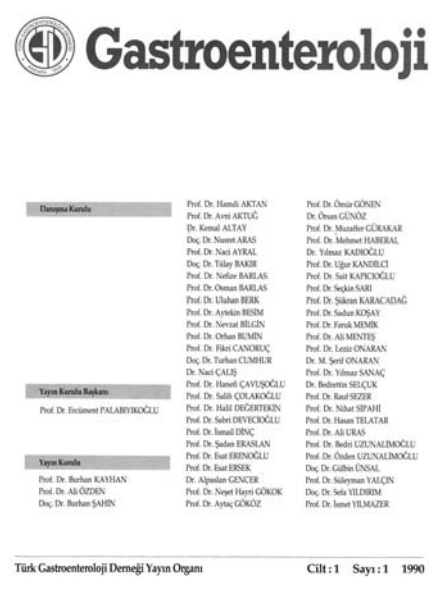 Gastroenteroloji
Danışma Kurulu
Prof. Dr. Hamdi AKTAN
Prof. Dr. Avni AKTUĞ
Dr. Kemal ALTAY
Doç. Dr. Nusret ARAS
Prof. Dr. Naci AYRAL
Doç. Dr. Tülay BAKIR
Prof. Dr. Nefize BARLAS
Prof. Dr. Osman BARLAS
Prof. Dr. Uluhan BERK
Prof. Dr. Aytekin BESİM
Prof. Dr. Nevzat BİLGİN
Prof. Dr. Orhan BUMİN
Prof. Dr. Fikri CANORUÇ
Doç. Dr. Turhan CUMHUR
Dr. Naci ÇALIŞ
Prof. Dr. Hanefi ÇAVUŞOĞLU
Prof. Dr. Salih ÇOLAKOĞLU
Prof. Dr. Halil DEĞERTEKİN
Prof. Dr. Sabri DEVECİOĞLU
Prof. Dr. İsmail DİNÇ
Prof. Dr. Şadan ERASLAN
Prof. Dr. Esat ERENOĞLU
Prof. Dr. Esat ERSEK
Dr. Alpaslan GENCER
Prof. Dr. Neşet Hayri GÖKOK
Prof. Dr. Aytaç GÖKÖZ
Prof. Dr. Ömür GÖNEN
Dr. Örsan GÜNÖZ
Prof. Dr. Muzaffer GÜRAKAR
Prof. Dr. Mehmet HABERAL
Dr. Yılmaz KADIOĞLU
Prof. Dr. Uğur KANDİLCİ
Prof. Dr. Sait KAPICIOĞLU
Prof. Dr. Seçkin SARI
Prof. Dr. Şükran KARACADAĞ
Prof. Dr. Sadun KOŞAY
Prof. Dr. Faruk MEMİK
Prof. Dr. Ali MENTEŞ
Prof. Dr. Leziz ONARAN
Dr. M. Şerif ONARAN
Prof. Dr. Yılmaz SANAÇ
Dr. Bedrettin SELÇUK
Prof. Dr. Rauf SEZER
Prof. Dr. Nihat SİPAHİ
Prof. Dr. Hasan TELATAR
Prof. Dr. Ali URAS
Prof. Dr. Bedri UZUNALİMOĞLU
Prof. Dr. Özden UZUNALİMOĞLU
Doç. Dr. Gülbin ÜNSAL
Prof. Dr. Süleyman YALÇIN
Doç. Dr. Sefa YILDIRIM
Prof. Dr. İsmet YILMAZER
Yayın Kurulu Başkanı
Prof. Dr. Ercüment PALABIYIKOĞLU
Yayın Kurulu
Prof. Dr. Burhan KAYHAN
Prof. Dr. Ali ÖZDEN
Doç. Dr. Burhan ŞAHİN
Türk Gastroenteroloji Derneği Yayın Organı
Cilt : 1 Sayı : 1 1990